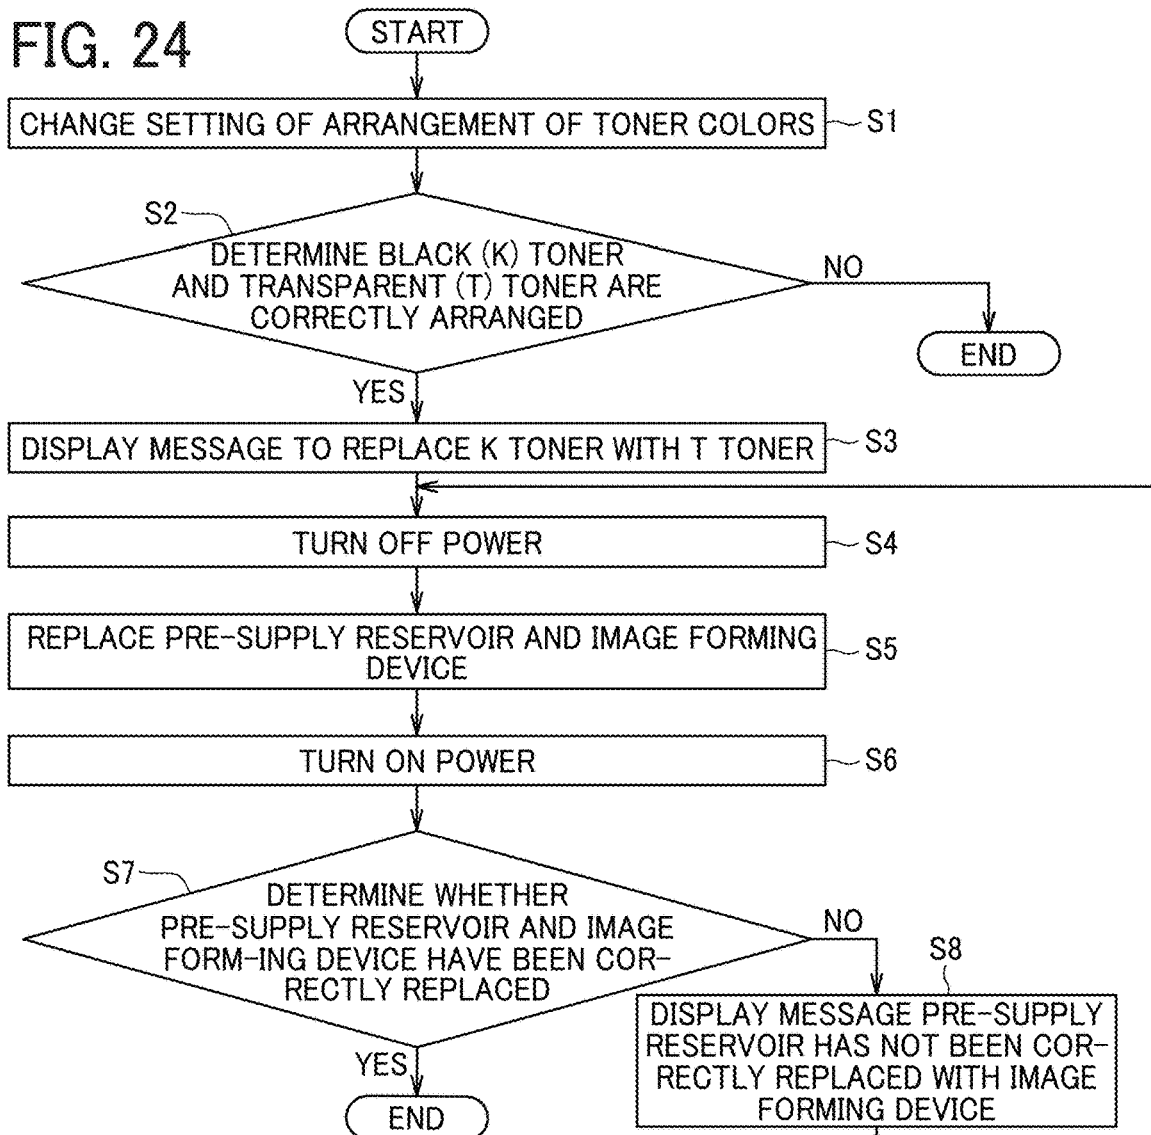 FIG. 24
START
CHANGE SETTING OF ARRANGEMENT OF TONER COLORS
S1
S2
DETERMINE BLACK (K) TONER
AND TRANSPARENT (T) TONER ARE
CORRECTLY ARRANGED
NO
END
YES
DISPLAY MESSAGE TO REPLACE K TONER WITH T TONER
S3
TURN OFF POWER
S4
REPLACE PRE-SUPPLY RESERVOIR AND IMAGE FORMING
DEVICE
S5
TURN ON POWER
S6
S7
DETERMINE WHETHER
PRE-SUPPLY RESERVOIR AND IMAGE
FORM-ING DEVICE HAVE BEEN COR-
RECTLY REPLACED
NO
S8
DISPLAY MESSAGE PRE-SUPPLY
RESERVOIR HAS NOT BEEN COR-
RECTLY REPLACED WITH IMAGE
FORMING DEVICE
YES
END